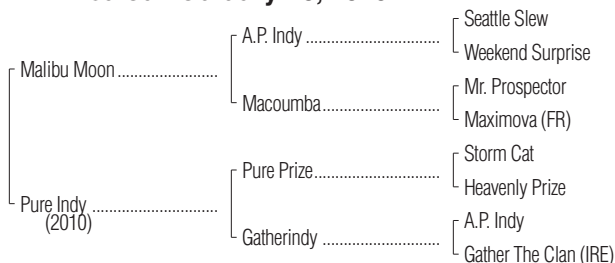 A.P. Indy
Seattle Slew
Weekend Surprise
Malibu Moon
Macoumba
Mr. Prospector
Maximova (FR)
Pure Prize
Storm Cat
Heavenly Prize
Pure Indy
(2010)
Gatherindy
A.P. Indy
Gather The Clan (IRE)